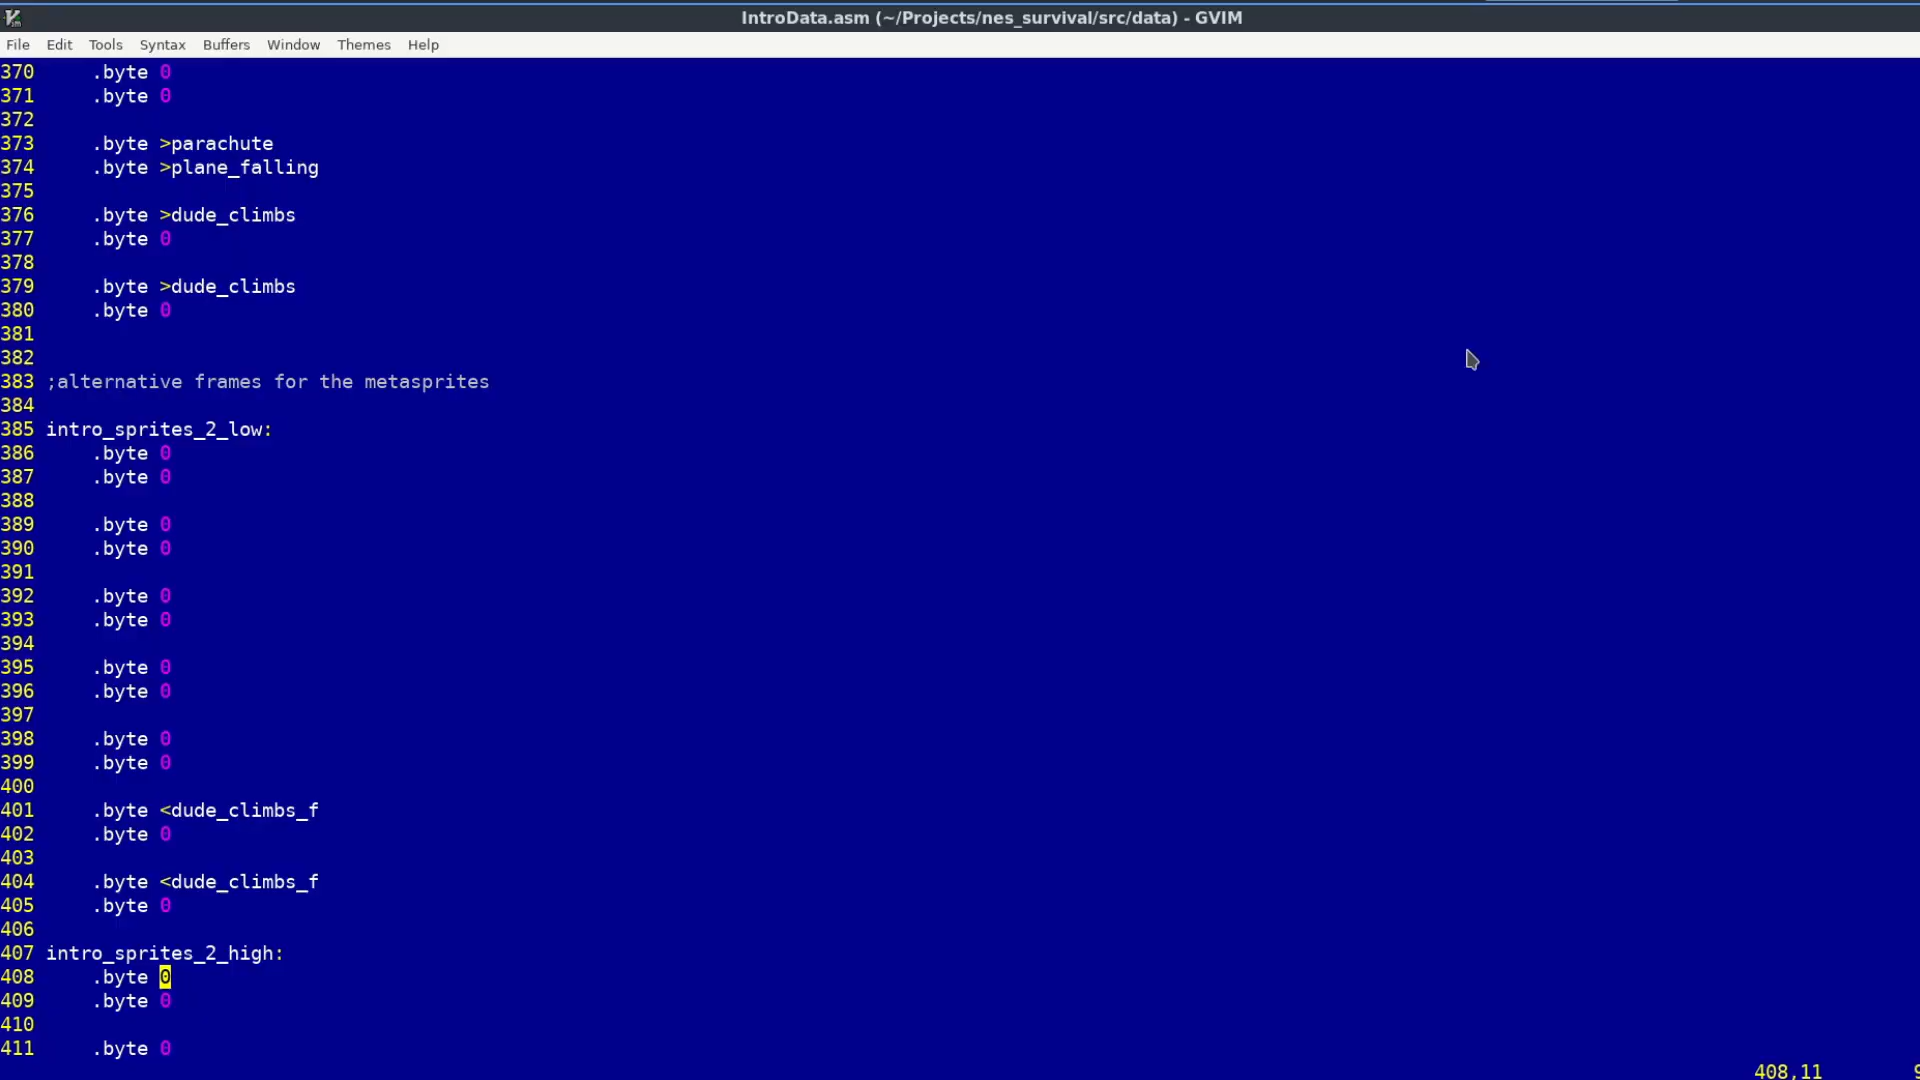 IntroData.asm (~/Projects/nes_survival/src/data) - GVIM
File Edit Tools Syntax Buffers Window Themes Help
370 .byte 0
371 .byte 0
372
373 .byte >parachute
374 .byte >plane_falling
375
376 .byte >dude_climbs
377 .byte 0
378
379 .byte >dude_climbs
380 .byte 0
381
382
383 ;alternative frames for the metasprites
384
385 intro_sprites_2_low:
386 .byte 0
387 .byte 0
388
389 .byte 0
390 .byte 0
391
392 .byte 0
393 .byte 0
394
395 .byte 0
396 .byte 0
397
398 .byte 0
399 .byte 0
400
401 .byte <dude_climbs_f
402 .byte 0
403
404 .byte <dude_climbs_f
405 .byte 0
406
407 intro_sprites_2_high:
408 .byte 0
409 .byte 0
410
411 .byte 0
408,11